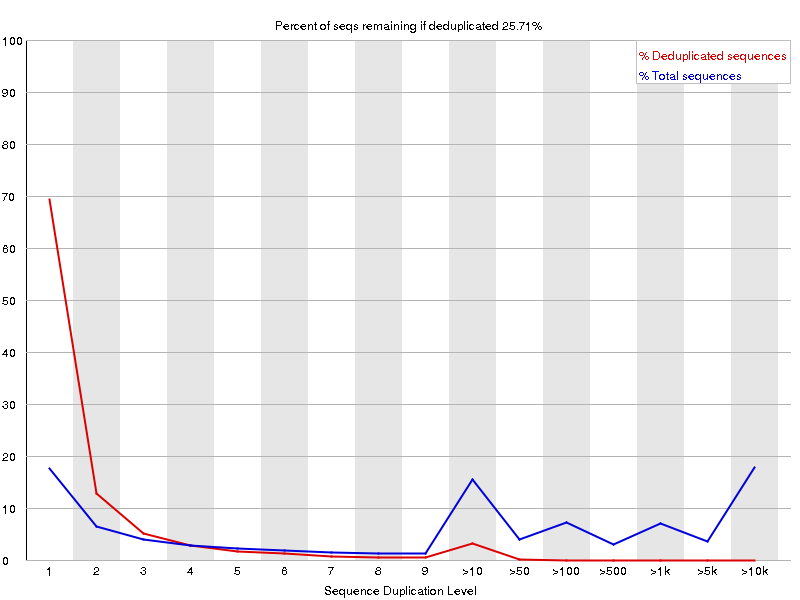 Percent of seqs remaining if deduplicated 25.71%
% Deduplicated sequences
% Total sequences
100
90
80
70
60
50
40
30
20
10
0
1 2 3 4 5 6 7 8 9 >10 >50 >100 >500 >1k >5k >10k
Sequence Duplication Level